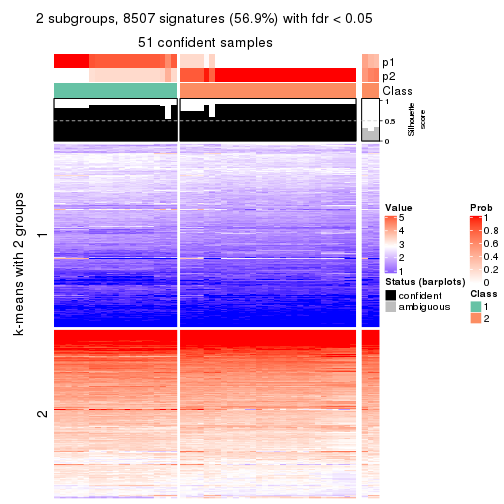 2 subgroups, 8507 signatures (56.9%) with fdr < 0.05
51 confident samples
p1
p2
Class
1
0.5
0
Silhouette
score
k-means with 2 groups
1
2
Value
5
4
3
2
1
Prob
1
0.8
0.6
0.4
0.2
0
Status (barplots)
confident
ambiguous
Class
1
2